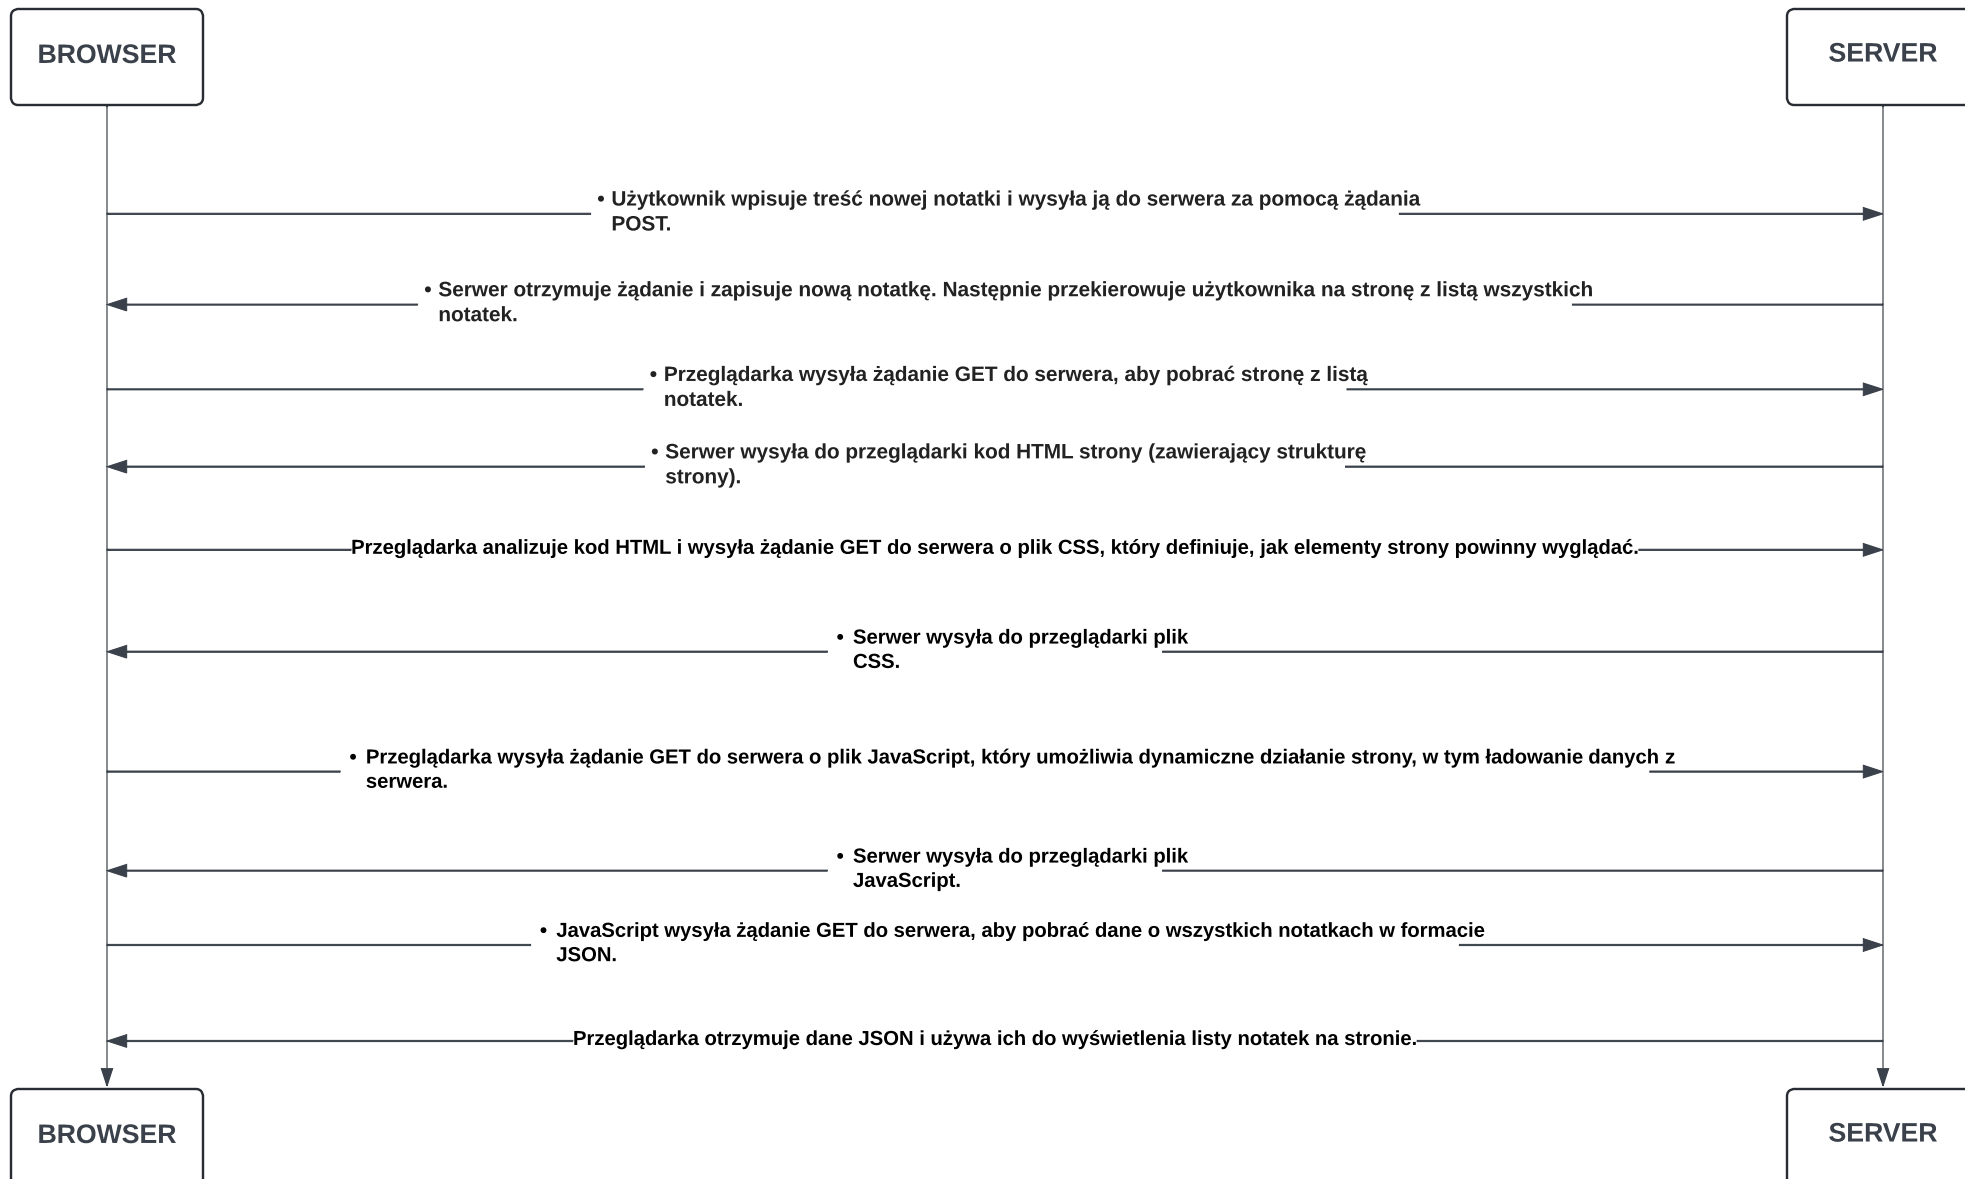 BROWSER
SERVER
• Użytkownik wpisuje treść nowej notatki i wysyła ją do serwera za pomocą żądania
POST.
• Serwer otrzymuje żądanie i zapisuje nową notatkę. Następnie przekierowuje użytkownika na stronę z listą wszystkich
notatek.
• Przeglądarka wysyła żądanie GET do serwera, aby pobrać stronę z listą
notatek.
• Serwer wysyła do przeglądarki kod HTML strony (zawierający strukturę
strony).
Przeglądarka analizuje kod HTML i wysyła żądanie GET do serwera o plik CSS, który definiuje, jak elementy strony powinny wyglądać.
• Serwer wysyła do przeglądarki plik
CSS.
• Przeglądarka wysyła żądanie GET do serwera o plik JavaScript, który umożliwia dynamiczne działanie strony, w tym ładowanie danych z
serwera.
• Serwer wysyła do przeglądarki plik
JavaScript.
• JavaScript wysyła żądanie GET do serwera, aby pobrać dane o wszystkich notatkach w formacie
JSON.
Przeglądarka otrzymuje dane JSON i używa ich do wyświetlenia listy notatek na stronie.
BROWSER
SERVER